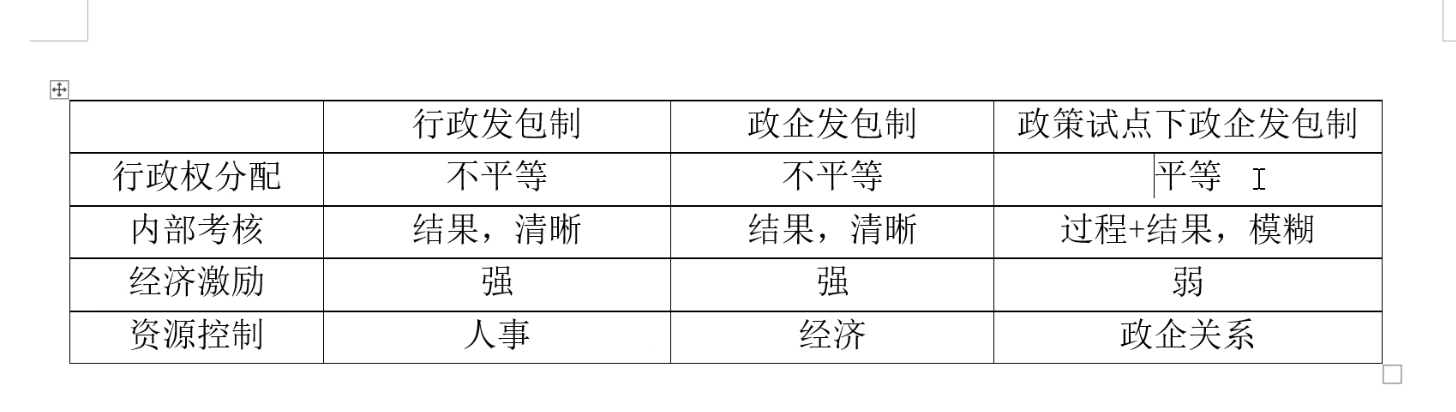 行政发包制 政企发包制 政策试点下政企发包制
行政权分配 不平等 不平等 平等
内部考核 结果，清晰 结果，清晰 过程+结果，模糊
经济激励 强 强 弱
资源控制 人事 经济 政企关系